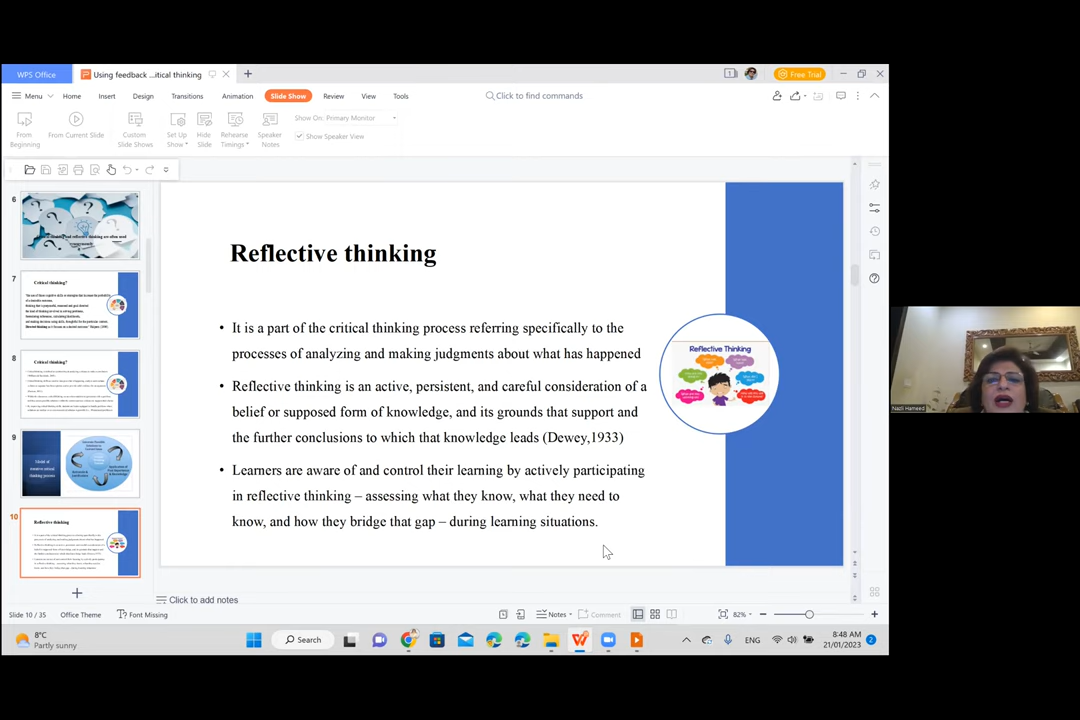 WPS Office
Using feedback ...itical thinking
Free Trial
Menu
Home
Insert
Design
Transitions
Animation
Slide Show
Review
View
Tools
Click to find commands
From Beginning
From Current Slide
Custom Slide Shows
Set Up Show
Hide Slide
Rehearse Timings
Speaker Notes
Show On: Primary Monitor
Show Speaker View
6
7
Critical thinking?
8
Critical thinking?
9
10
Reflective thinking
Reflective thinking
• It is a part of the critical thinking process referring specifically to the
processes of analyzing and making judgments about what has happened
• Reflective thinking is an active, persistent, and careful consideration of a
belief or supposed form of knowledge, and its grounds that support and
the further conclusions to which that knowledge leads (Dewey,1933)
• Learners are aware of and control their learning by actively participating
in reflective thinking – assessing what they know, what they need to
know, and how they bridge that gap – during learning situations.
Reflective Thinking
Nazli Hameed
Click to add notes
Slide 10 / 35
Office Theme
Font Missing
Notes
Comment
82%
8°C
Partly sunny
Search
ENG
8:48 AM
21/01/2023
2